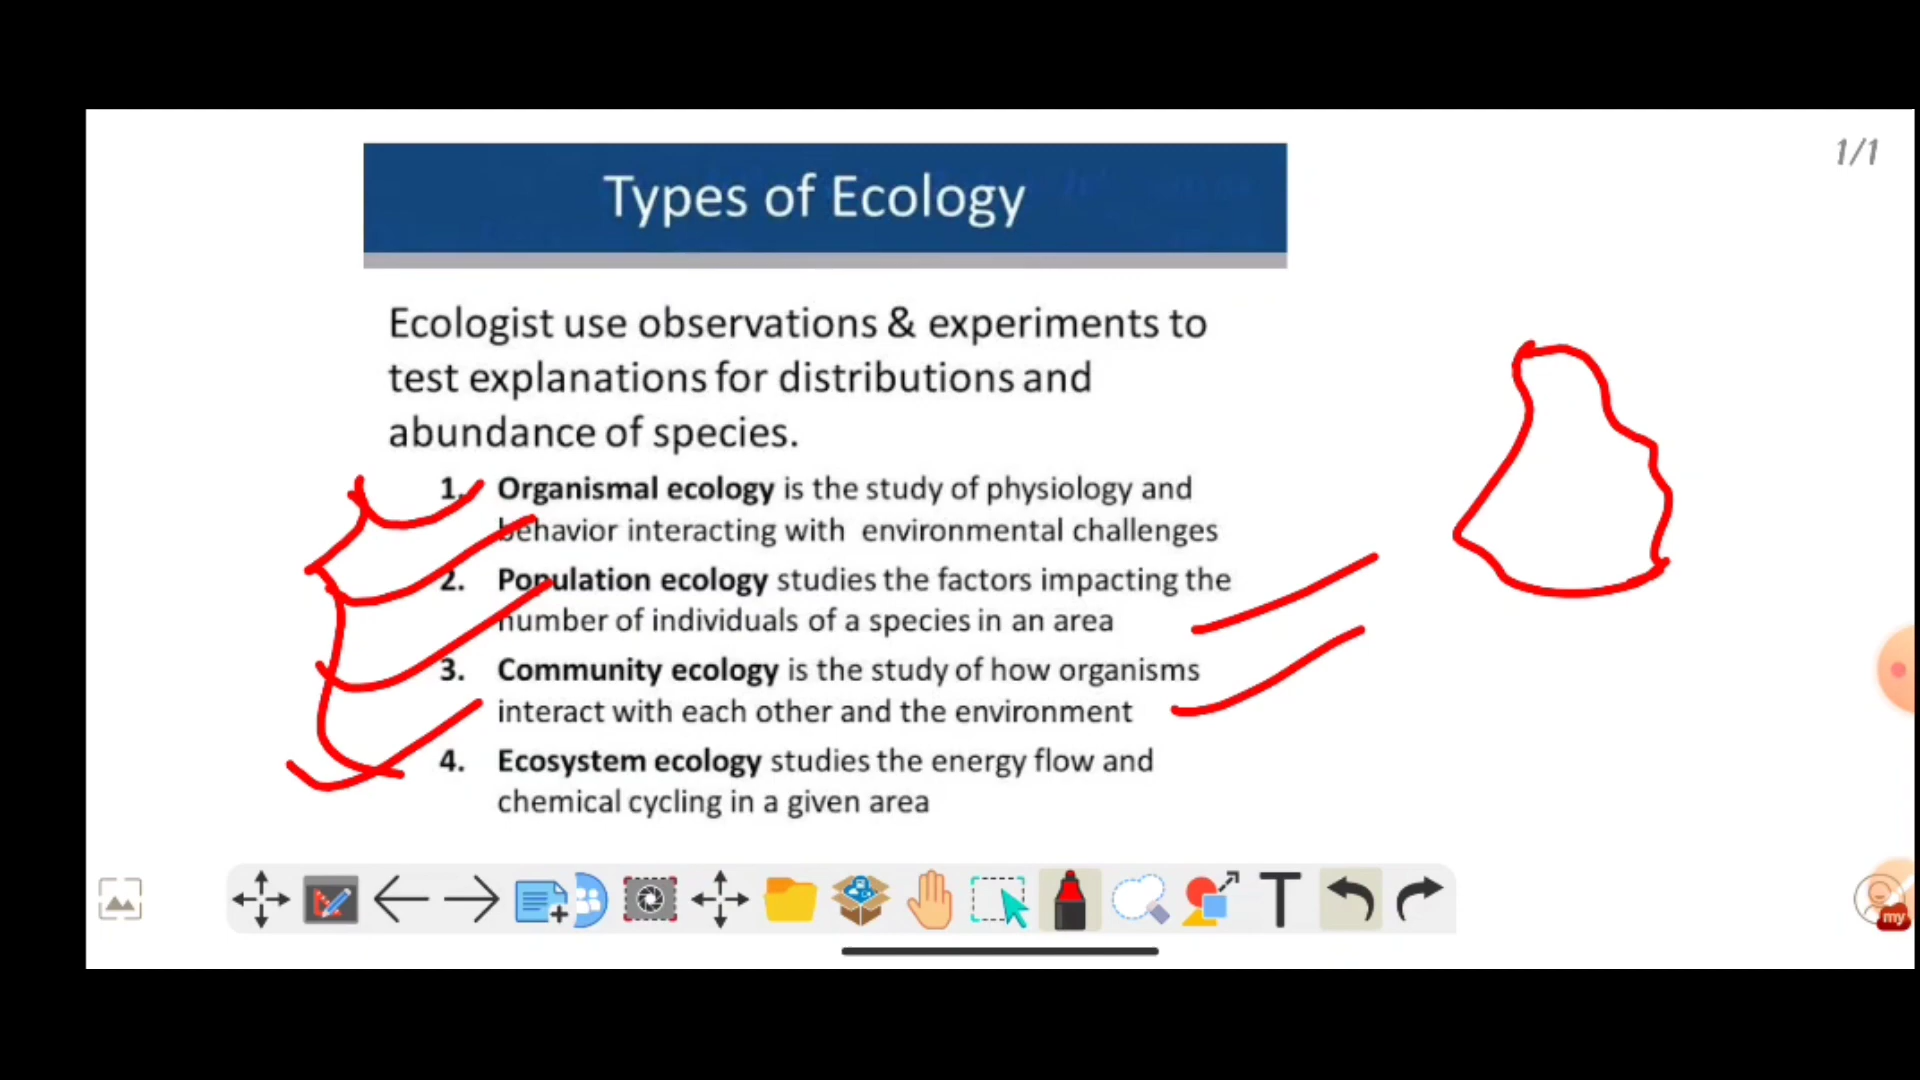 1/1
Types of Ecology
Ecologist use observations & experiments to
test explanations for distributions and
abundance of species.
1. Organismal ecology is the study of physiology and
behavior interacting with environmental challenges
2. Population ecology studies the factors impacting the
number of individuals of a species in an area
3. Community ecology is the study of how organisms
interact with each other and the environment
4. Ecosystem ecology studies the energy flow and
chemical cycling in a given area
T
my